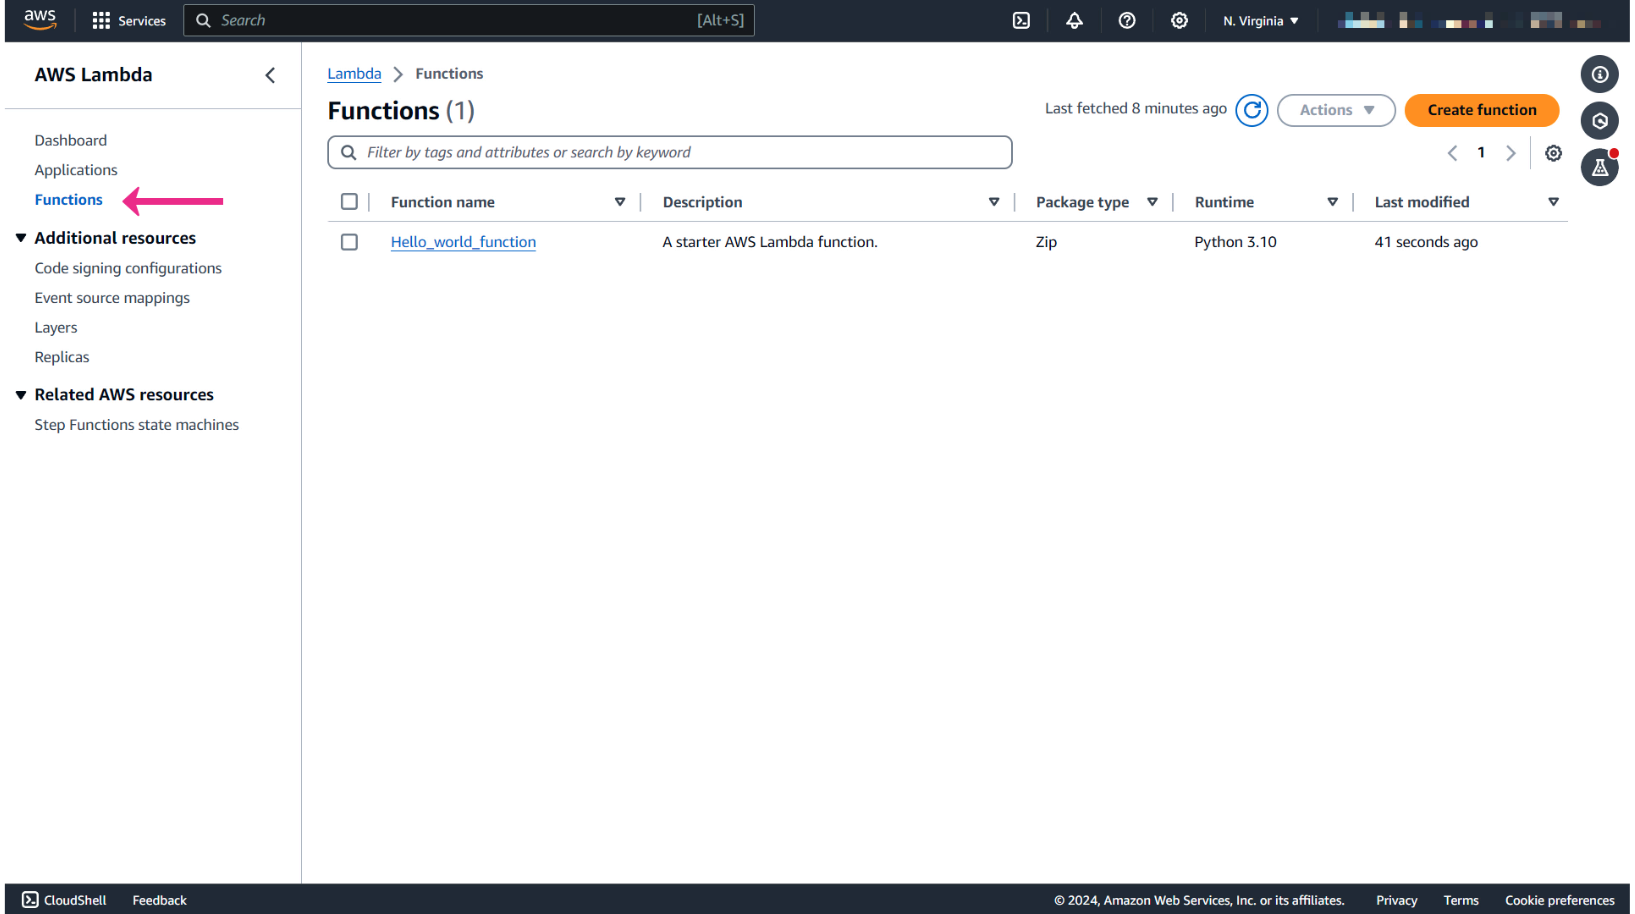 aws Services Search [Alt+S] N. Virginia
AWS Lambda
Dashboard
Applications
Functions
Additional resources
Code signing configurations
Event source mappings
Layers
Replicas
Related AWS resources
Step Functions state machines
Lambda Functions
Functions (1)
Last fetched 8 minutes ago Actions Create function
Filter by tags and attributes or search by keyword 1
Function name Description Package type Runtime Last modified
Hello_world_function A starter AWS Lambda function. Zip Python 3.10 41 seconds ago
CloudShell Feedback © 2024, Amazon Web Services, Inc. or its affiliates. Privacy Terms Cookie preferences